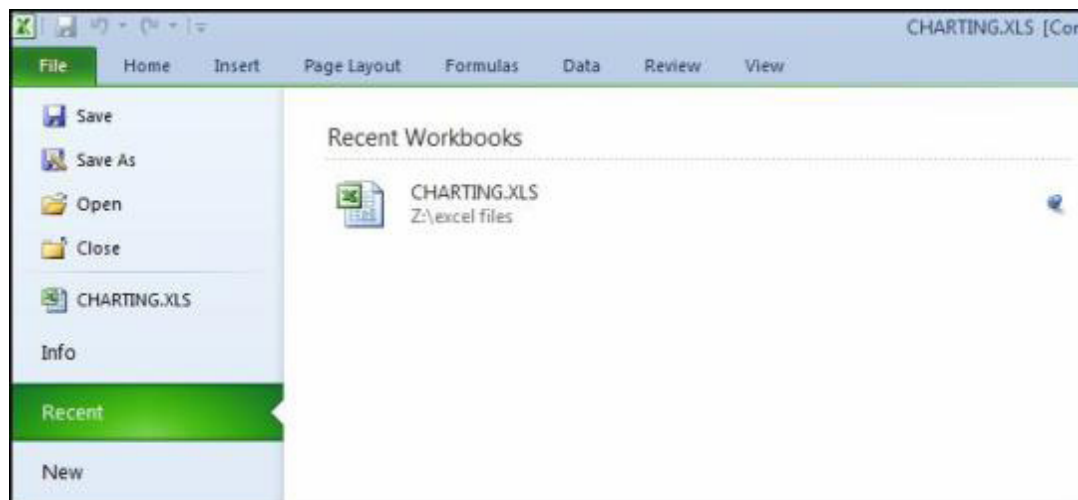 CHARTING.XLS [Cor
File Home Insert Page Layout Formulas Data Review View
Save
Save As
Open
Close
CHARTING.XLS
Info
Recent
New
Recent Workbooks
CHARTING.XLS
Z:\excel files